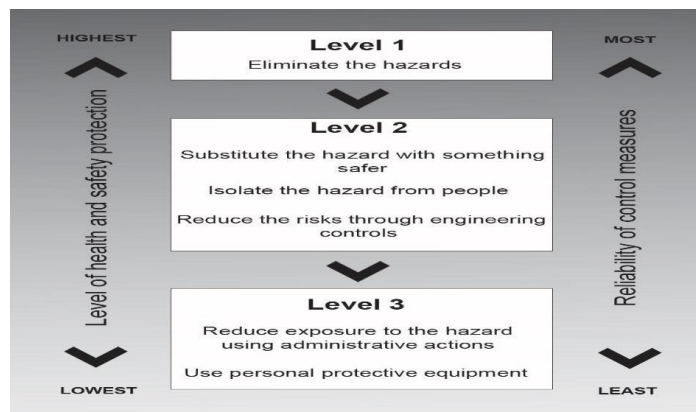 HIGHEST
MOST
Level of health and safety protection
Level 1
Eliminate the hazards
Level 2
Substitute the hazard with something
safer
Isolate the hazard from people
Reduce the risks through engineering
controls
Level 3
Reduce exposure to the hazard
using administrative actions
Use personal protective equipment
Reliability of control measures
LOWEST
LEAST